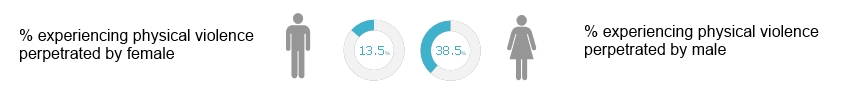 % experiencing physical violence
perpetrated by female
13.5%
38.5%
% experiencing physical violence
perpetrated by male